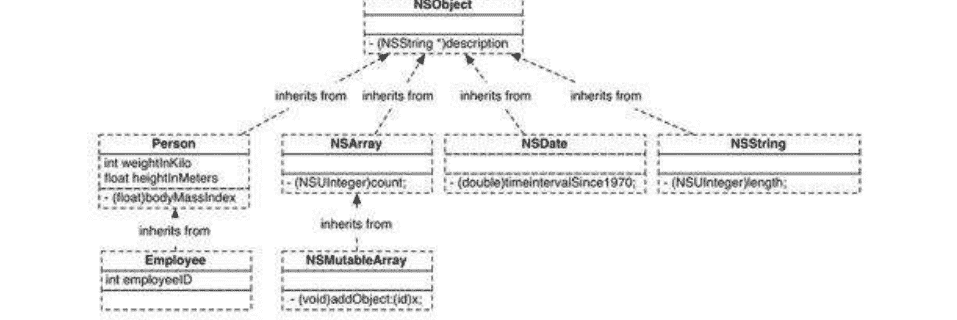 NSObject
- (NSString *)description
inherits from inherits from inherits from inherits from
Person
int weightInKilo
float heightInMeters
- (float)bodyMassIndex
NSArray
- (NSUInteger)count;
NSDate
- (double)timeintervalSince1970;
NSString
- (NSUInteger)length;
inherits from
inherits from
Employee
int employeeID
NSMutableArray
- (void)addObject:(id)x;